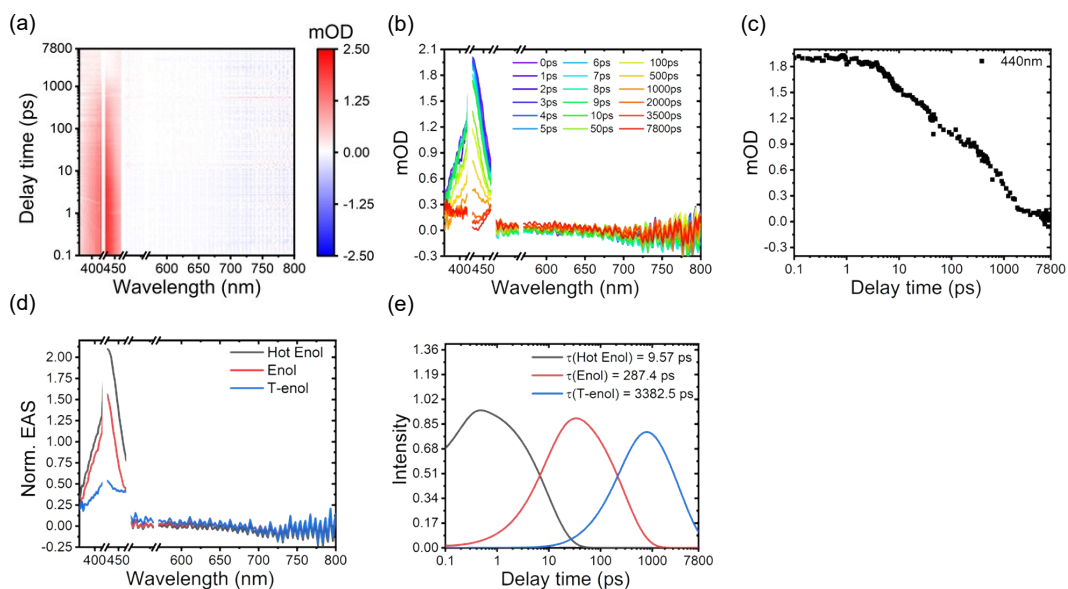 (a)
mOD
7800
1000
100
10
1
0.1
Delay time (ps)
400 450 600 650 700 750 800
Wavelength (nm)
2.50
1.25
0.00
-1.25
-2.50
(b)
2.1
1.8
1.5
1.2
0.9
0.6
0.3
0.0
-0.3
mOD
0ps 6ps 100ps
1ps 7ps 500ps
2ps 8ps 1000ps
3ps 9ps 2000ps
4ps 10ps 3500ps
5ps 50ps 7800ps
400 450 600 650 700 750 800
Wavelength (nm)
(c)
1.8
1.5
1.2
0.9
0.6
0.3
0.0
-0.3
mOD
440nm
0.1 1 10 100 1000 7800
Delay time (ps)
(d)
2.00
1.75
1.50
1.25
1.00
0.75
0.50
0.25
0.00
-0.25
Norm. EAS
Hot Enol
Enol
T-enol
400 450 600 650 700 750 800
Wavelength (nm)
(e)
1.36
1.19
1.02
0.85
0.68
0.51
0.34
0.17
0.00
Intensity
τ(Hot Enol) = 9.57 ps
τ(Enol) = 287.4 ps
τ(T-enol) = 3382.5 ps
0.1 1 10 100 1000 7800
Delay time (ps)